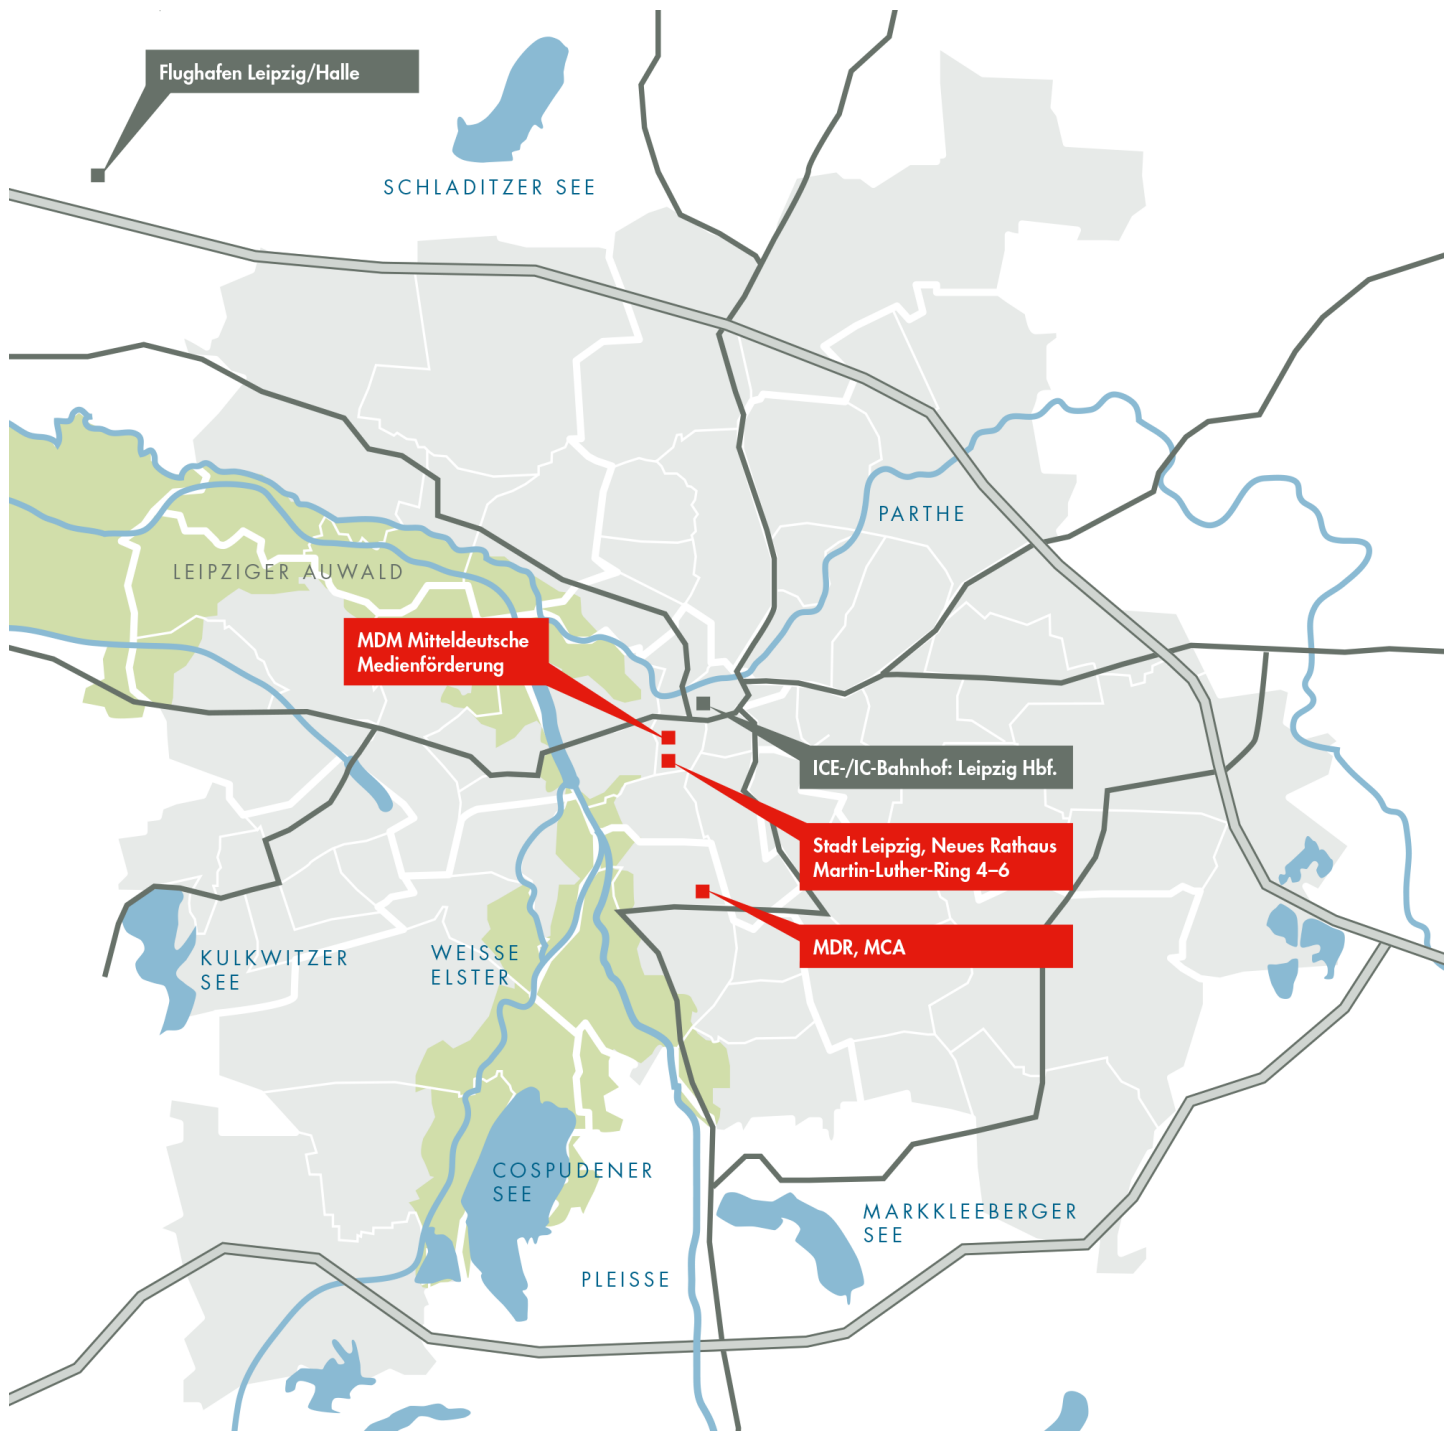 Flughafen Leipzig/Halle
SCHLADITZER SEE
PARTHE
LEIPZIGER AUWALD
MDM Mitteldeutsche
Medienförderung
ICE-/IC-Bahnhof: Leipzig Hbf.
Stadt Leipzig, Neues Rathaus
Martin-Luther-Ring 4–6
MDR, MCA
KULKWITZER
SEE
WEISSE
ELSTER
COSPUDENER
SEE
MARKKLEEBERGER
SEE
PLEISSE